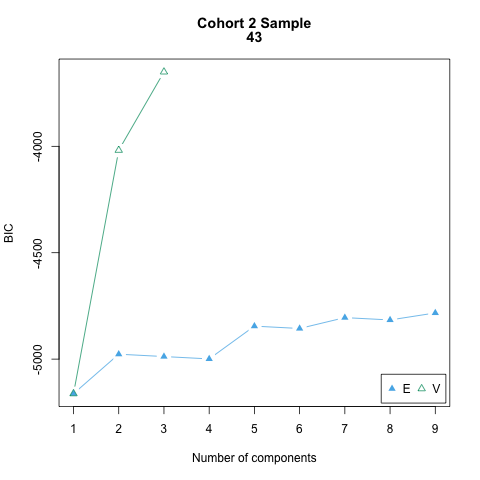 Cohort 2 Sample
43
BIC
-4000
-4500
-5000
1 2 3 4 5 6 7 8 9
Number of components
E V